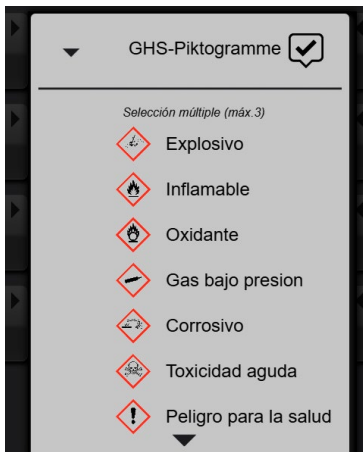 GHS-Piktogramme
Selección múltiple (máx.3)
Explosivo
Inflamable
Oxidante
Gas bajo presion
Corrosivo
Toxicidad aguda
Peligro para la salud